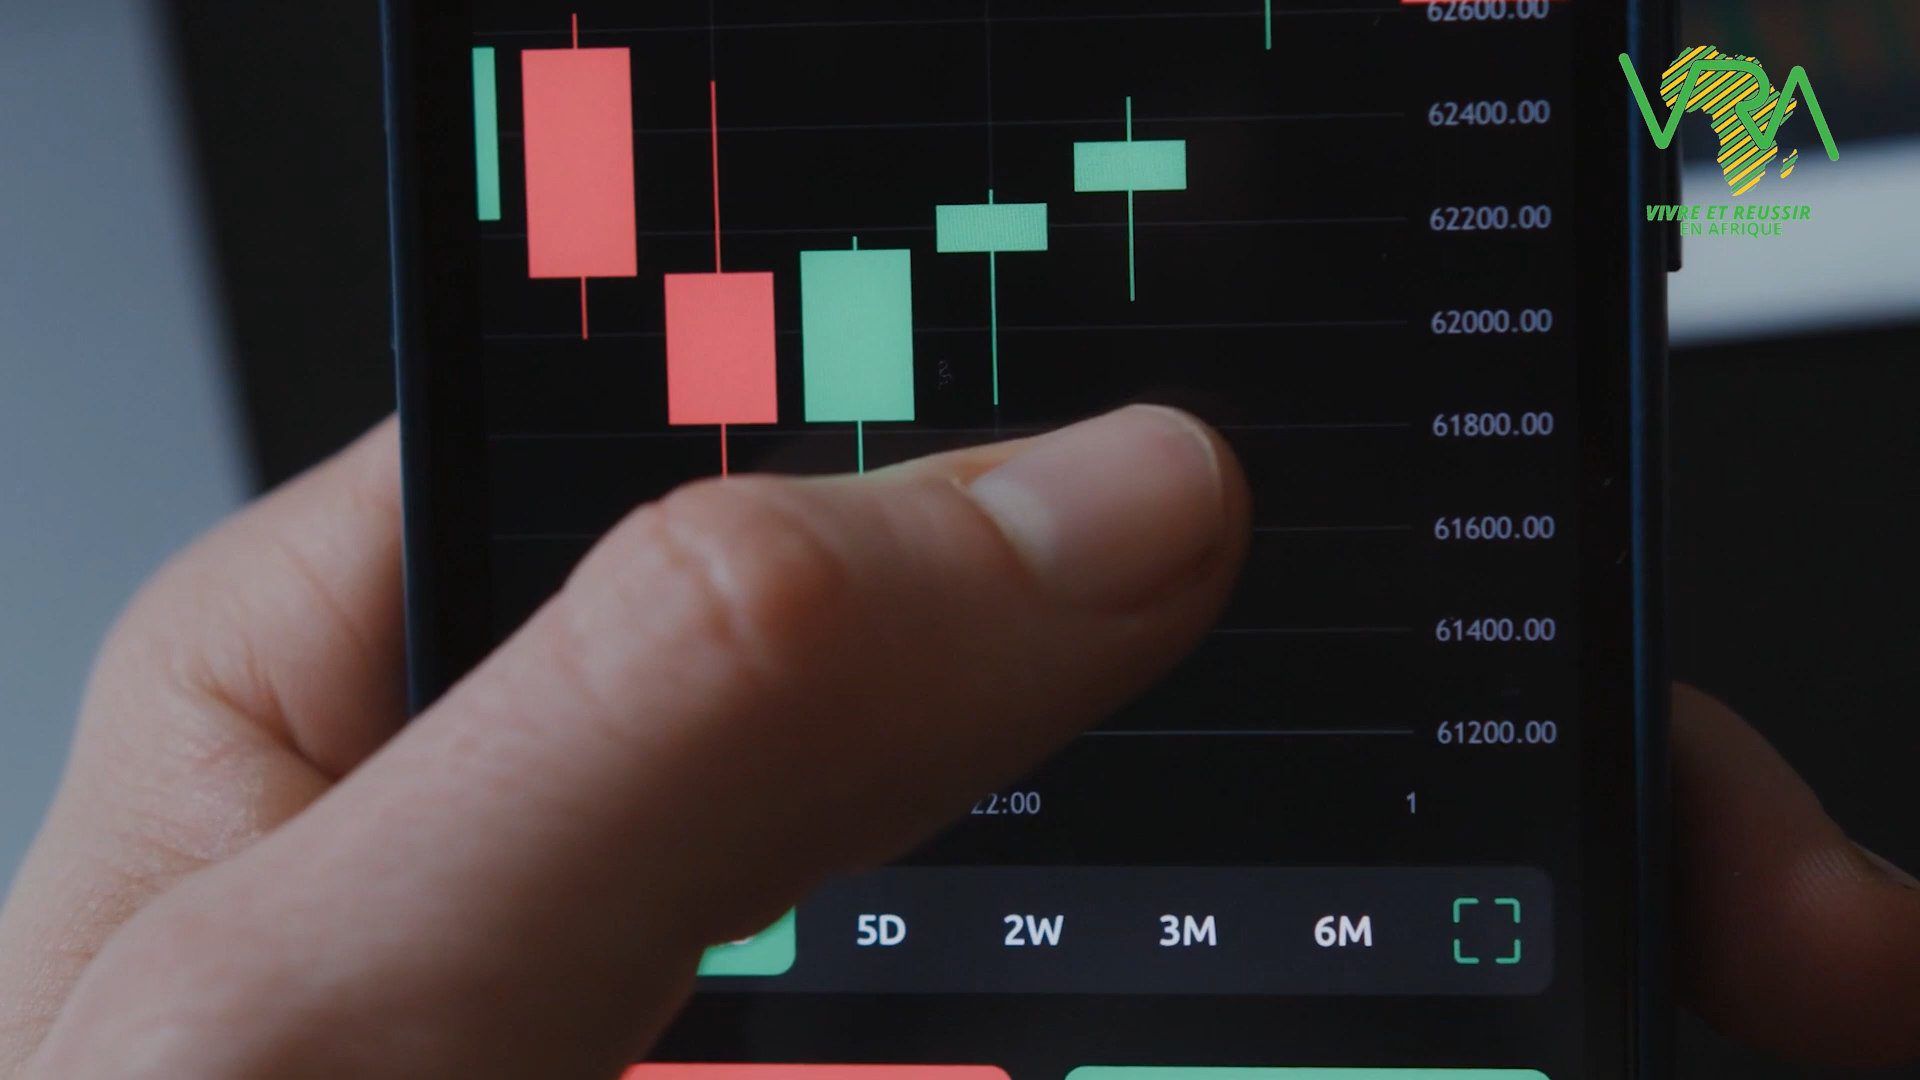 62600.00
62400.00
62200.00
62000.00
61800.00
61600.00
61400.00
61200.00
22:00 1
5D 2W 3M 6M
VRA
VIVRE ET REUSSIR
EN AFRIQUE